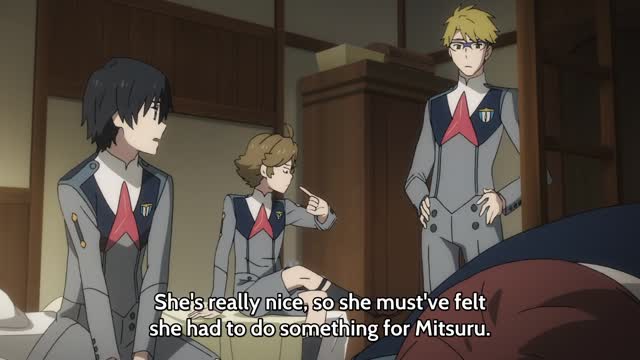 She's really nice, so she must've felt
she had to do something for Mitsuru.